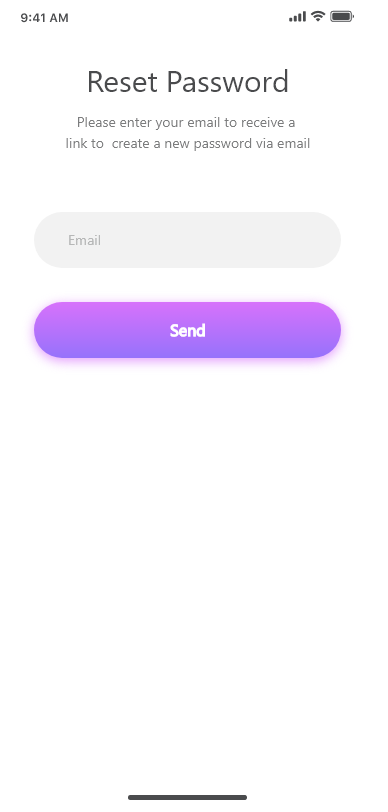 9:41 AM
Reset Password
Please enter your email to receive a
link to  create a new password via email
Email
Send